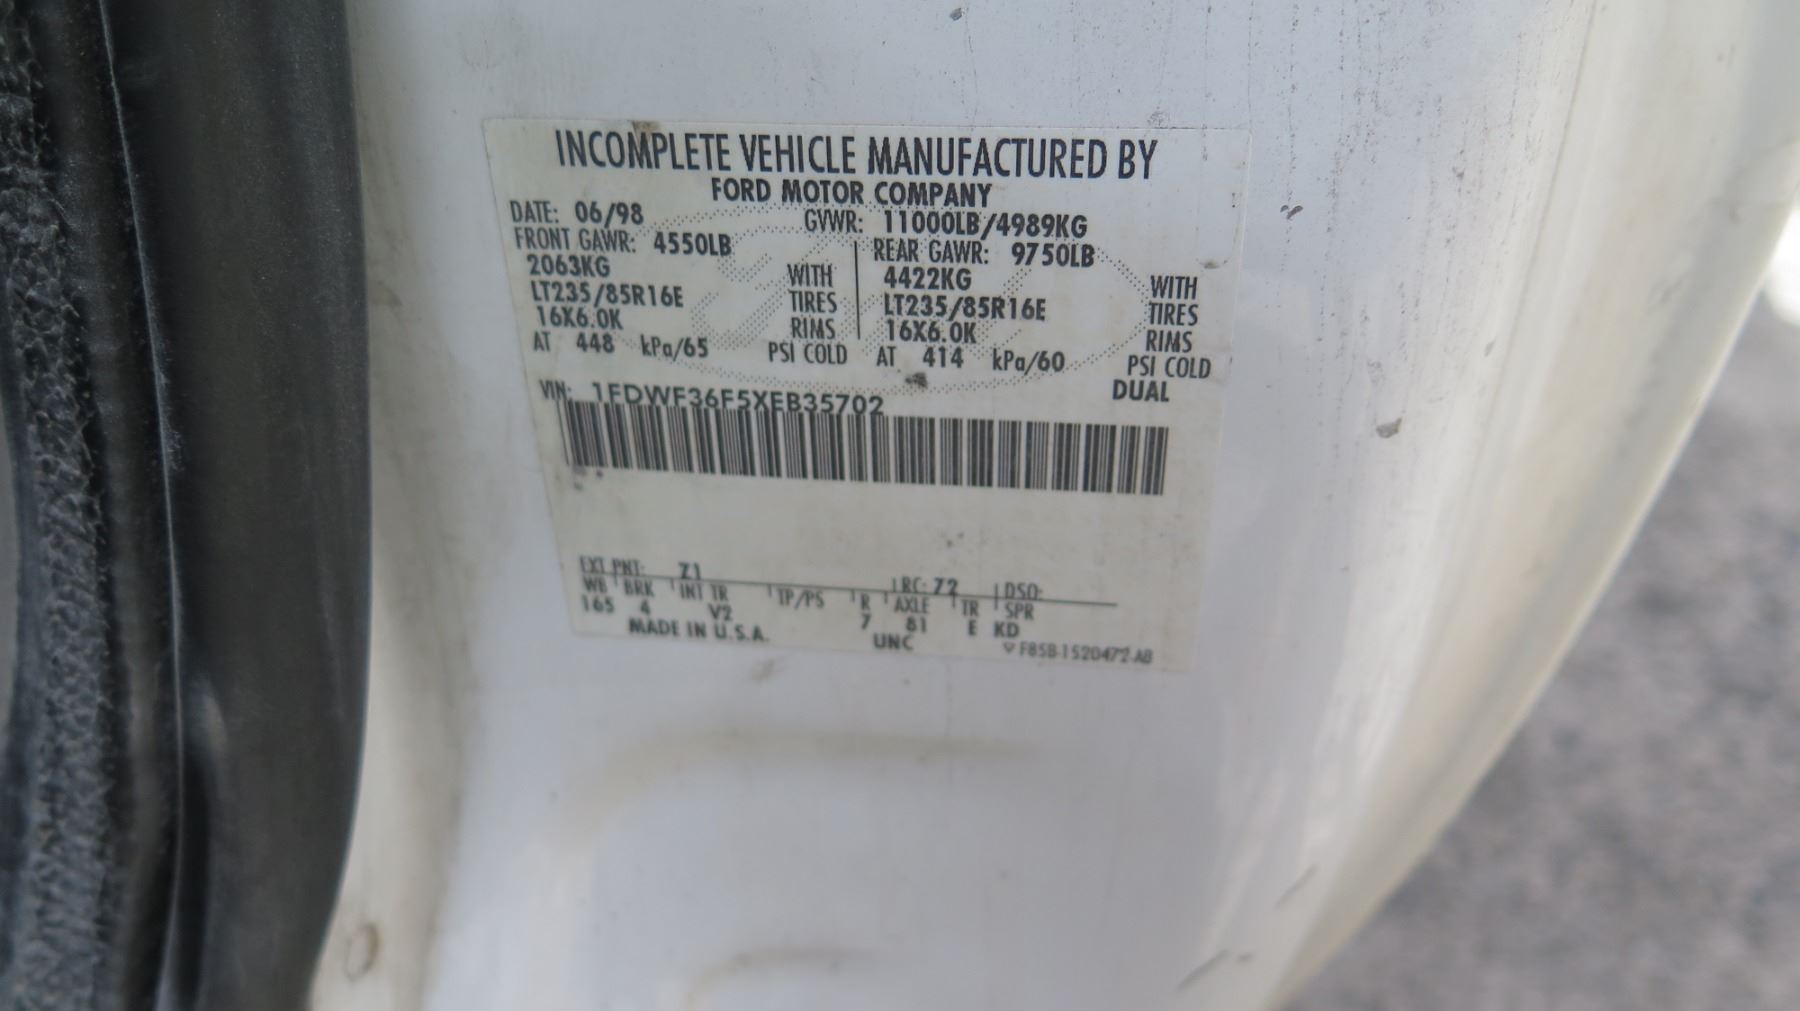 INCOMPLETE VEHICLE MANUFACTURED BY
FORD MOTOR COMPANY
DATE: 06/98 GVWR: 11000LB/4989KG
FRONT GAWR: 4550LB REAR GAWR: 9750LB
2063KG WITH 4422KG WITH
LT235/85R16E TIRES LT235/85R16E TIRES
16X6.0K RIMS 16X6.0K RIMS
AT 448 kPa/65 PSI COLD AT 414 kPa/60 PSI COLD
DUAL
VIN: 1FDWF36F5XEB35702
EXT PNT: Z1 RC: 72 DSO:
WB BRK INT TR TP/PS R AXLE TR SPR
165 4 V2 7 81 E KD
MADE IN U.S.A. UNC F85B-1520472-AB